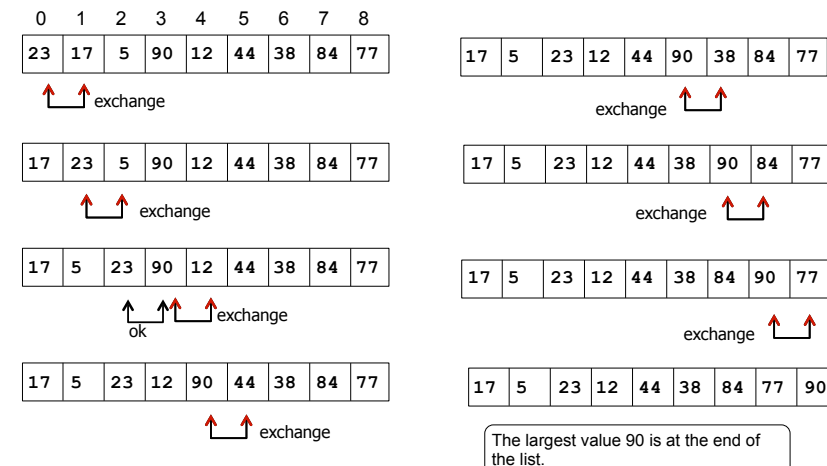 0 1 2 3 4 5 6 7 8
23 17 5 90 12 44 38 84 77
exchange
17 23 5 90 12 44 38 84 77
exchange
17 5 23 90 12 44 38 84 77
ok exchange
17 5 23 12 90 44 38 84 77
exchange
17 5 23 12 44 90 38 84 77
exchange
17 5 23 12 44 38 90 84 77
exchange
17 5 23 12 44 38 84 90 77
exchange
17 5 23 12 44 38 84 77 90
The largest value 90 is at the end of
the list.